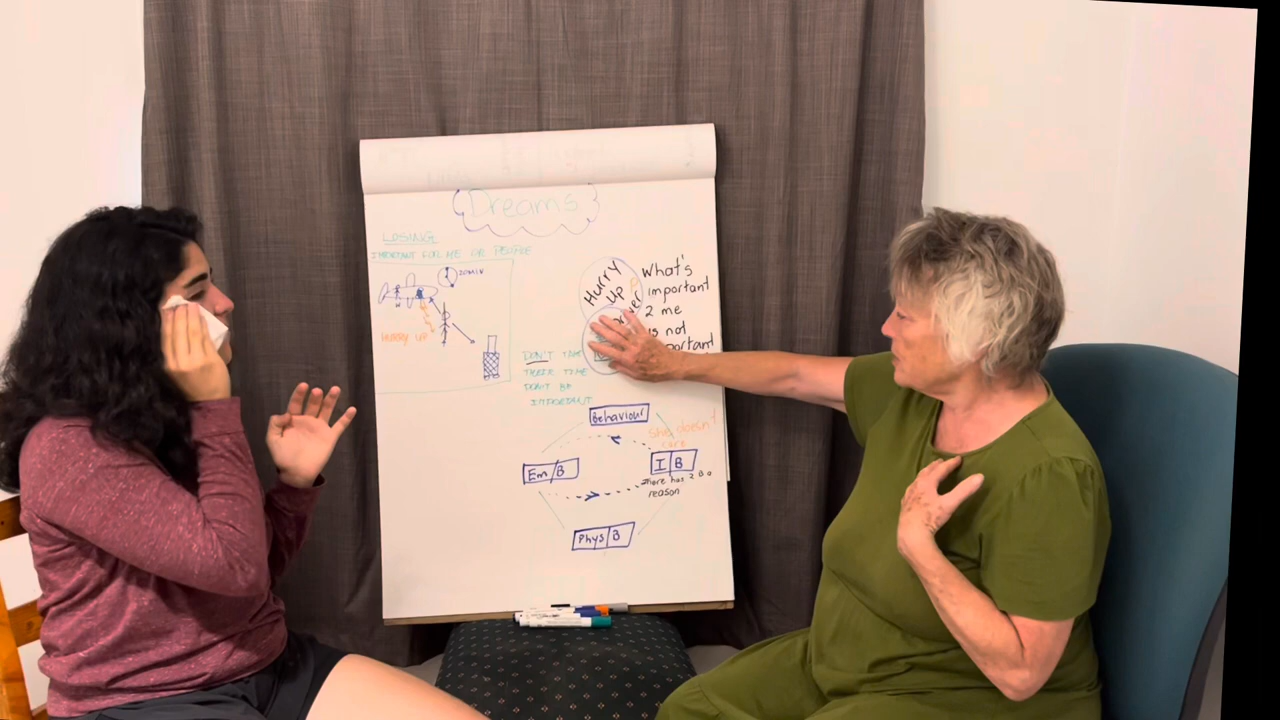 Dreams
LOSING
IMPORTANT FOR ME OR PEOPLE
20MIN
HURRY UP
Hurry
Up
What's
important
2 me
is not
DON'T TAKE
THEIR TIME
DON'T BE
IMPORTANT
Behaviour
She doesn't
care
Em B
I B
There has 2 B a
reason
Phys B